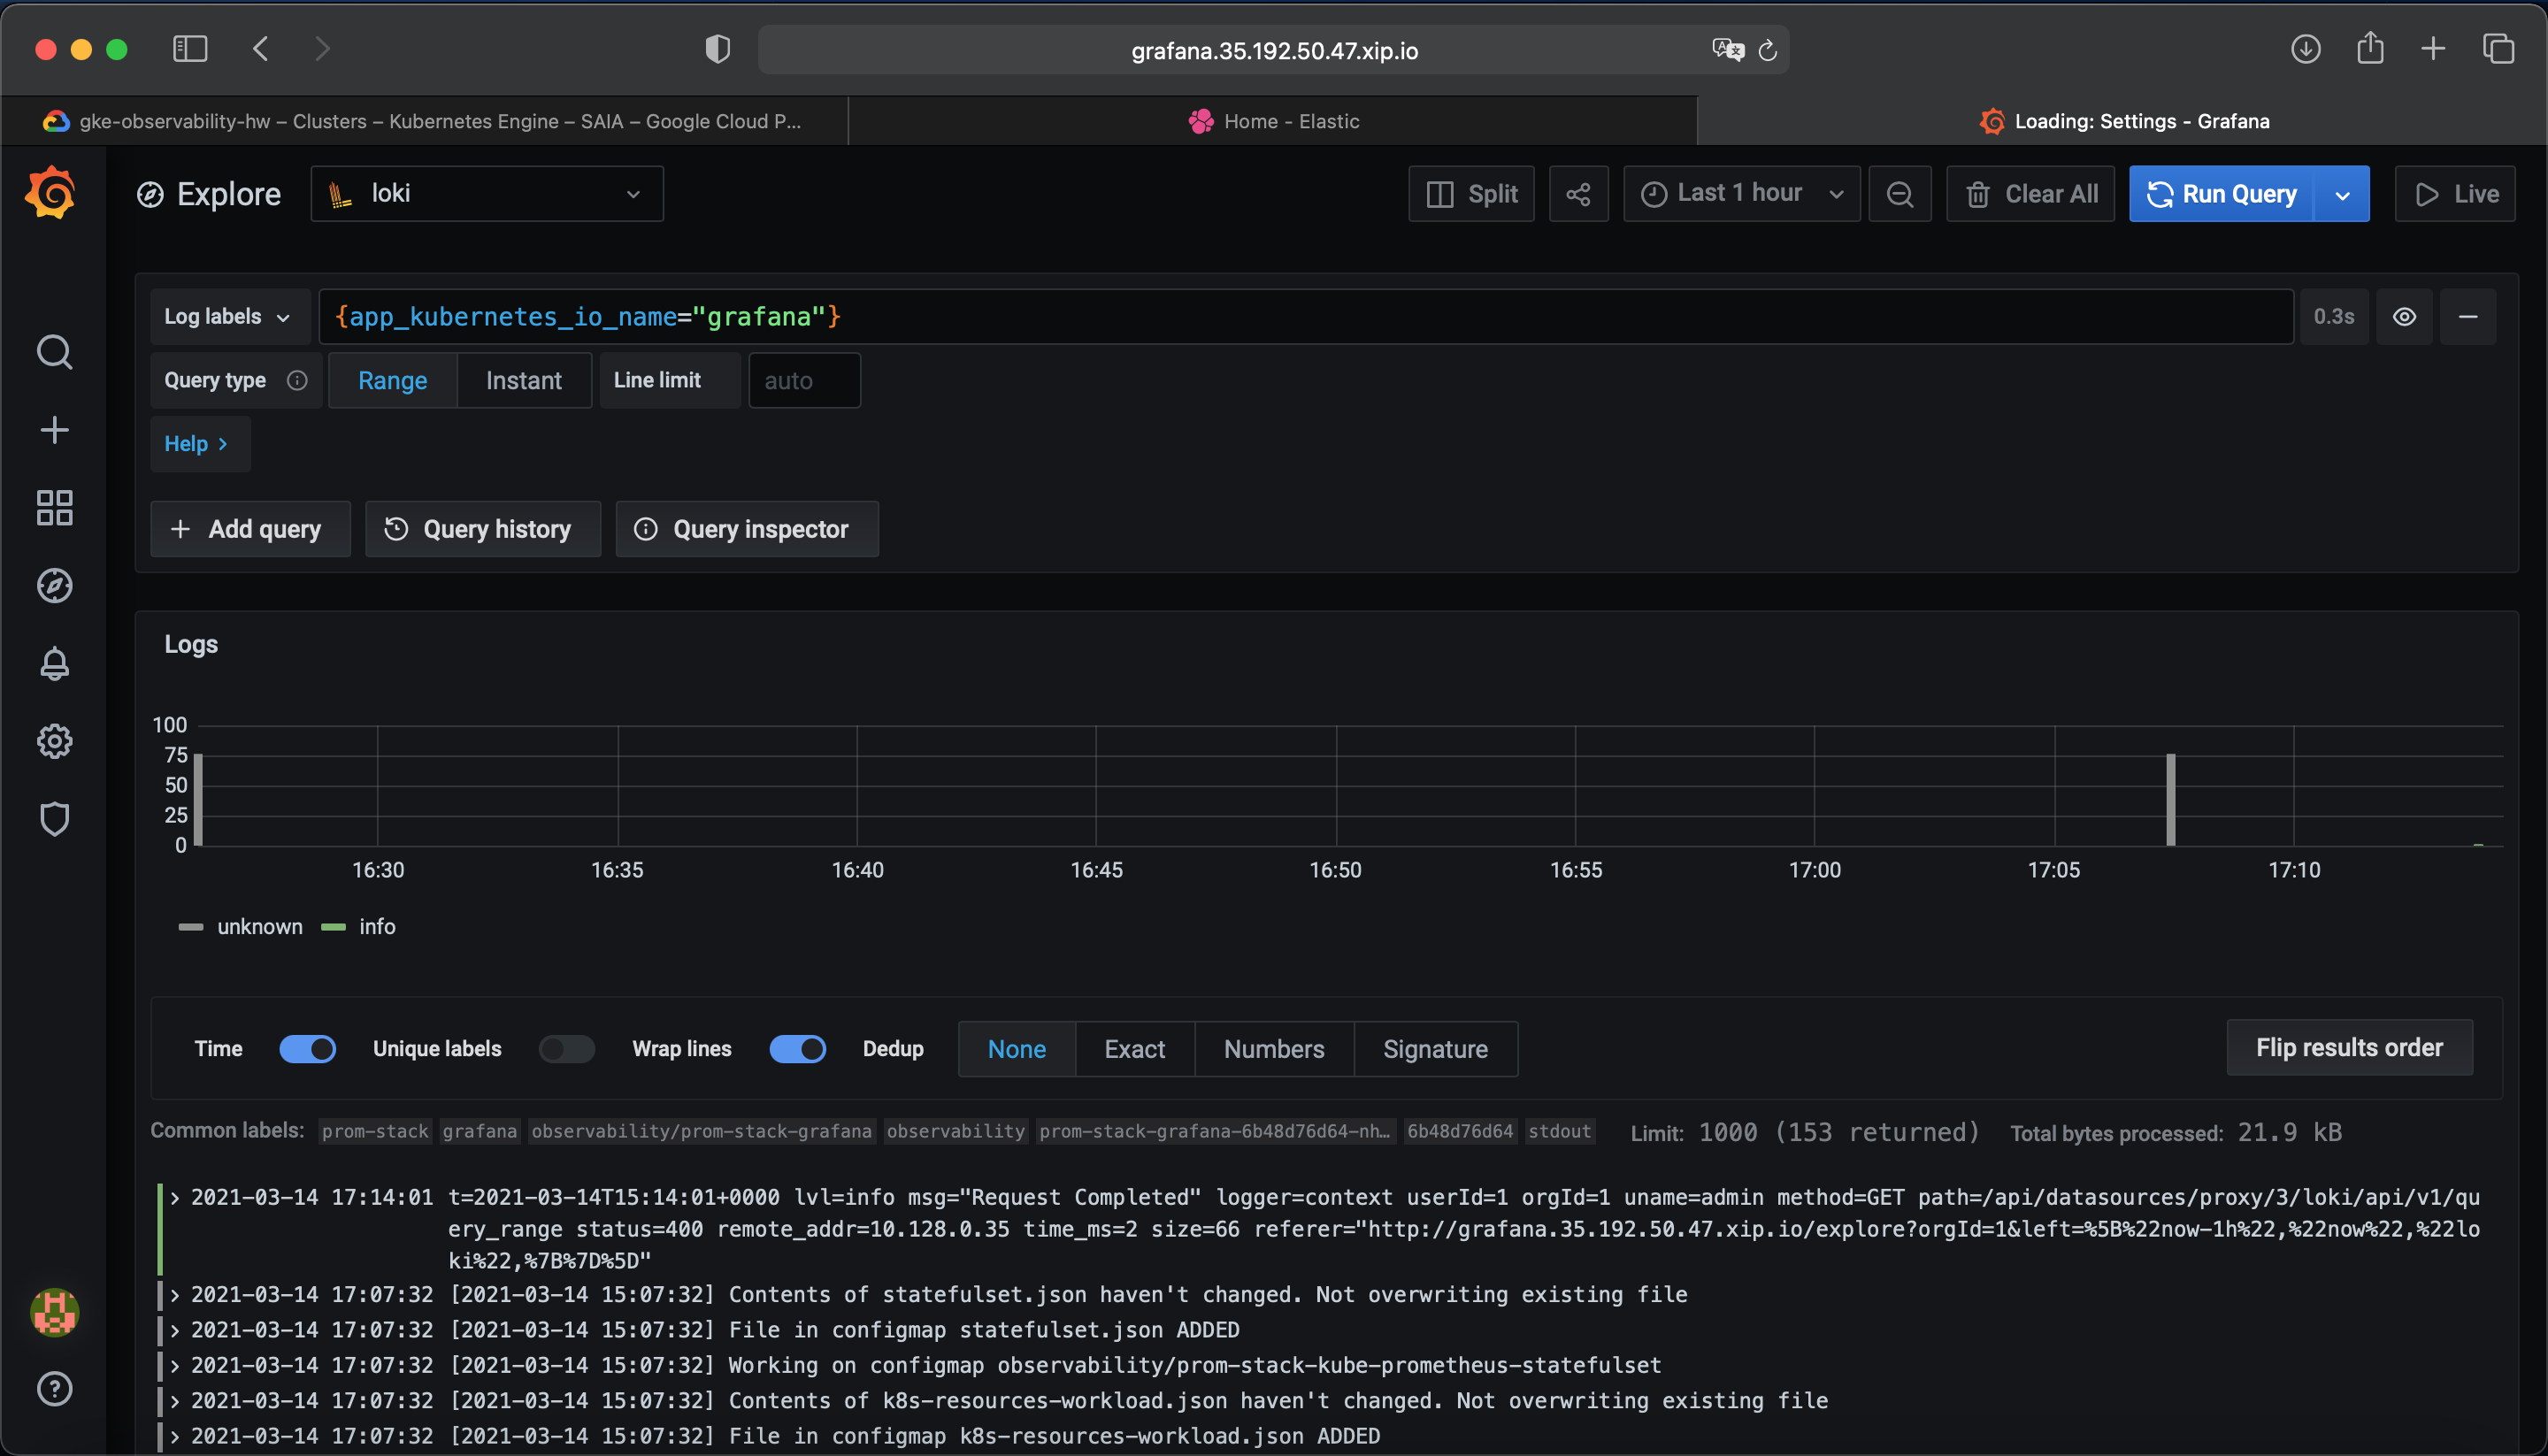 grafana.35.192.50.47.xip.io
gke-observability-hw – Clusters – Kubernetes Engine – SAIA – Google Cloud P...
Home - Elastic
Loading: Settings - Grafana
Explore
loki
Split
Last 1 hour
Clear All
Run Query
Live
Log labels
{app_kubernetes_io_name="grafana"}
0.3s
Query type
Range
Instant
Line limit
auto
Help
Add query
Query history
Query inspector
Logs
100
75
50
25
0
16:30
16:35
16:40
16:45
16:50
16:55
17:00
17:05
17:10
unknown
info
Time
Unique labels
Wrap lines
Dedup
None
Exact
Numbers
Signature
Flip results order
Common labels: prom-stack grafana observability/prom-stack-grafana observability prom-stack-grafana-6b48d76d64-nh... 6b48d76d64 stdout Limit: 1000 (153 returned) Total bytes processed: 21.9 kB
2021-03-14 17:14:01 t=2021-03-14T15:14:01+0000 lvl=info msg="Request Completed" logger=context userId=1 orgId=1 uname=admin method=GET path=/api/datasources/proxy/3/loki/api/v1/qu
ery_range status=400 remote_addr=10.128.0.35 time_ms=2 size=66 referer="http://grafana.35.192.50.47.xip.io/explore?orgId=1&left=%5B%22now-1h%22,%22now%22,%22lo
ki%22,%7B%7D%5D"
2021-03-14 17:07:32 [2021-03-14 15:07:32] Contents of statefulset.json haven't changed. Not overwriting existing file
2021-03-14 17:07:32 [2021-03-14 15:07:32] File in configmap statefulset.json ADDED
2021-03-14 17:07:32 [2021-03-14 15:07:32] Working on configmap observability/prom-stack-kube-prometheus-statefulset
2021-03-14 17:07:32 [2021-03-14 15:07:32] Contents of k8s-resources-workload.json haven't changed. Not overwriting existing file
2021-03-14 17:07:32 [2021-03-14 15:07:32] File in configmap k8s-resources-workload.json ADDED